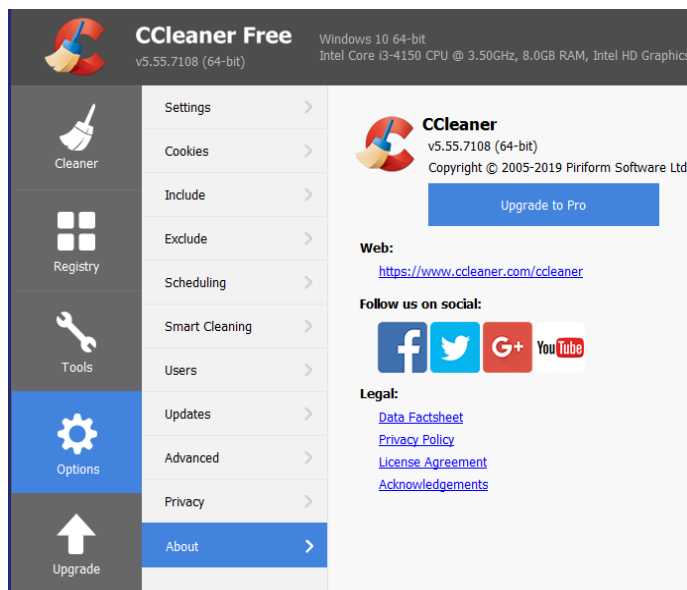 CCleaner Free
v5.55.7108 (64-bit)
Windows 10 64-bit
Intel Core i3-4150 CPU @ 3.50GHz, 8.0GB RAM, Intel HD Graphics
Cleaner
Registry
Tools
Options
Upgrade
Settings
Cookies
Include
Exclude
Scheduling
Smart Cleaning
Users
Updates
Advanced
Privacy
About
CCleaner
v5.55.7108 (64-bit)
Copyright © 2005-2019 Piriform Software Ltd
Upgrade to Pro
Web:
https://www.ccleaner.com/ccleaner
Follow us on social:
f
G+
YouTube
Legal:
Data Factsheet
Privacy Policy
License Agreement
Acknowledgements